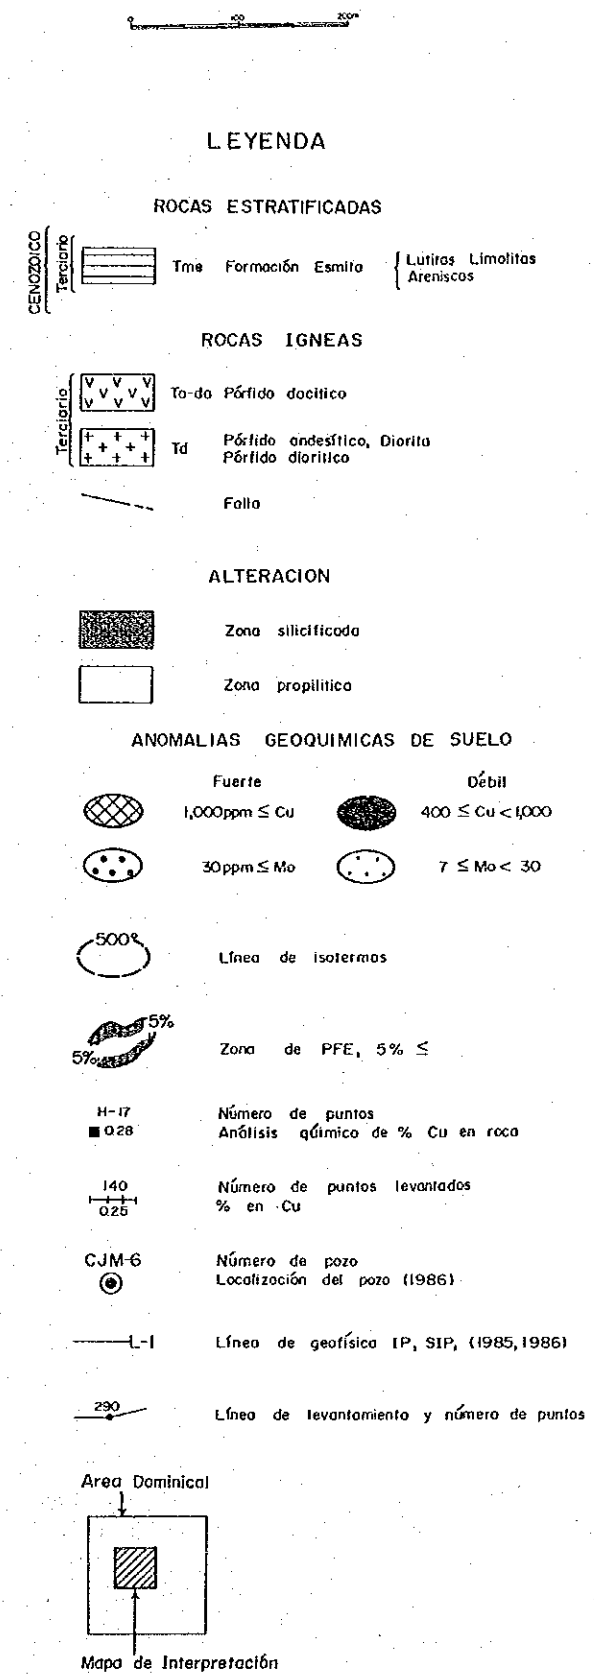 0 100 200m
LEYENDA
ROCAS ESTRATIFICADAS
CENOZOICO
Terciario
Tme Formación Esmita
Lutitas Limolitas
Areniscas
ROCAS IGNEAS
Terciario
Ta-da Pórfido dacítico
Td
Pórfido andesítico, Diorita
Pórfido diorítico
Falla
ALTERACION
Zona silicificada
Zona propilítica
ANOMALIAS GEOQUIMICAS DE SUELO
Fuerte Débil
1,000ppm ≤ Cu 400 ≤ Cu < 1,000
30ppm ≤ Mo 7 ≤ Mo < 30
500
Línea de isotermas
5%
5%
Zona de PFE, 5% ≤
H-17 Número de puntos
0.28 Análisis químico de % Cu en roca
140 Número de puntos levantados
0.25 % en Cu
CJM-6 Número de pozo
Localización del pozo (1986)
L-1 Línea de geofísica IP, SIP, (1985, 1986)
290 Línea de levantamiento y número de puntos
Area Dominical
Mapa de Interpretación